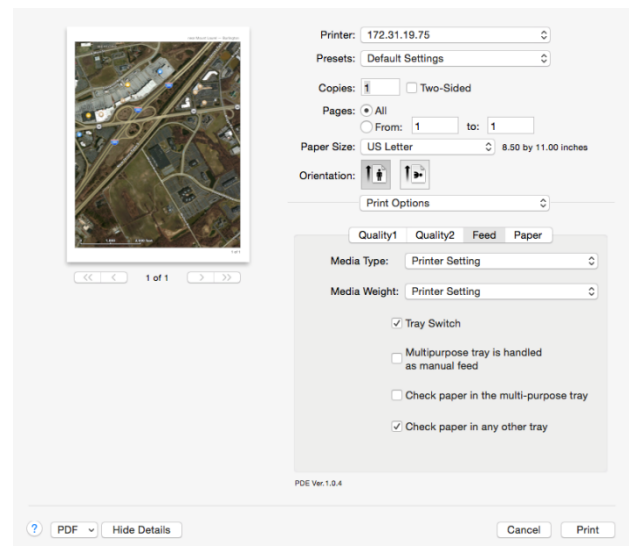 Printer: 172.31.19.75
Presets: Default Settings
Copies: 1 Two-Sided
Pages: All
From: 1 to: 1
Paper Size: US Letter 8.50 by 11.00 inches
Orientation:
Print Options
1 of 1
<< < 1 of 1 > >>
Quality1 Quality2 Feed Paper
Media Type: Printer Setting
Media Weight: Printer Setting
Tray Switch
Multipurpose tray is handled
as manual feed
Check paper in the multi-purpose tray
Check paper in any other tray
PDE Ver.1.0.4
? PDF Hide Details Cancel Print